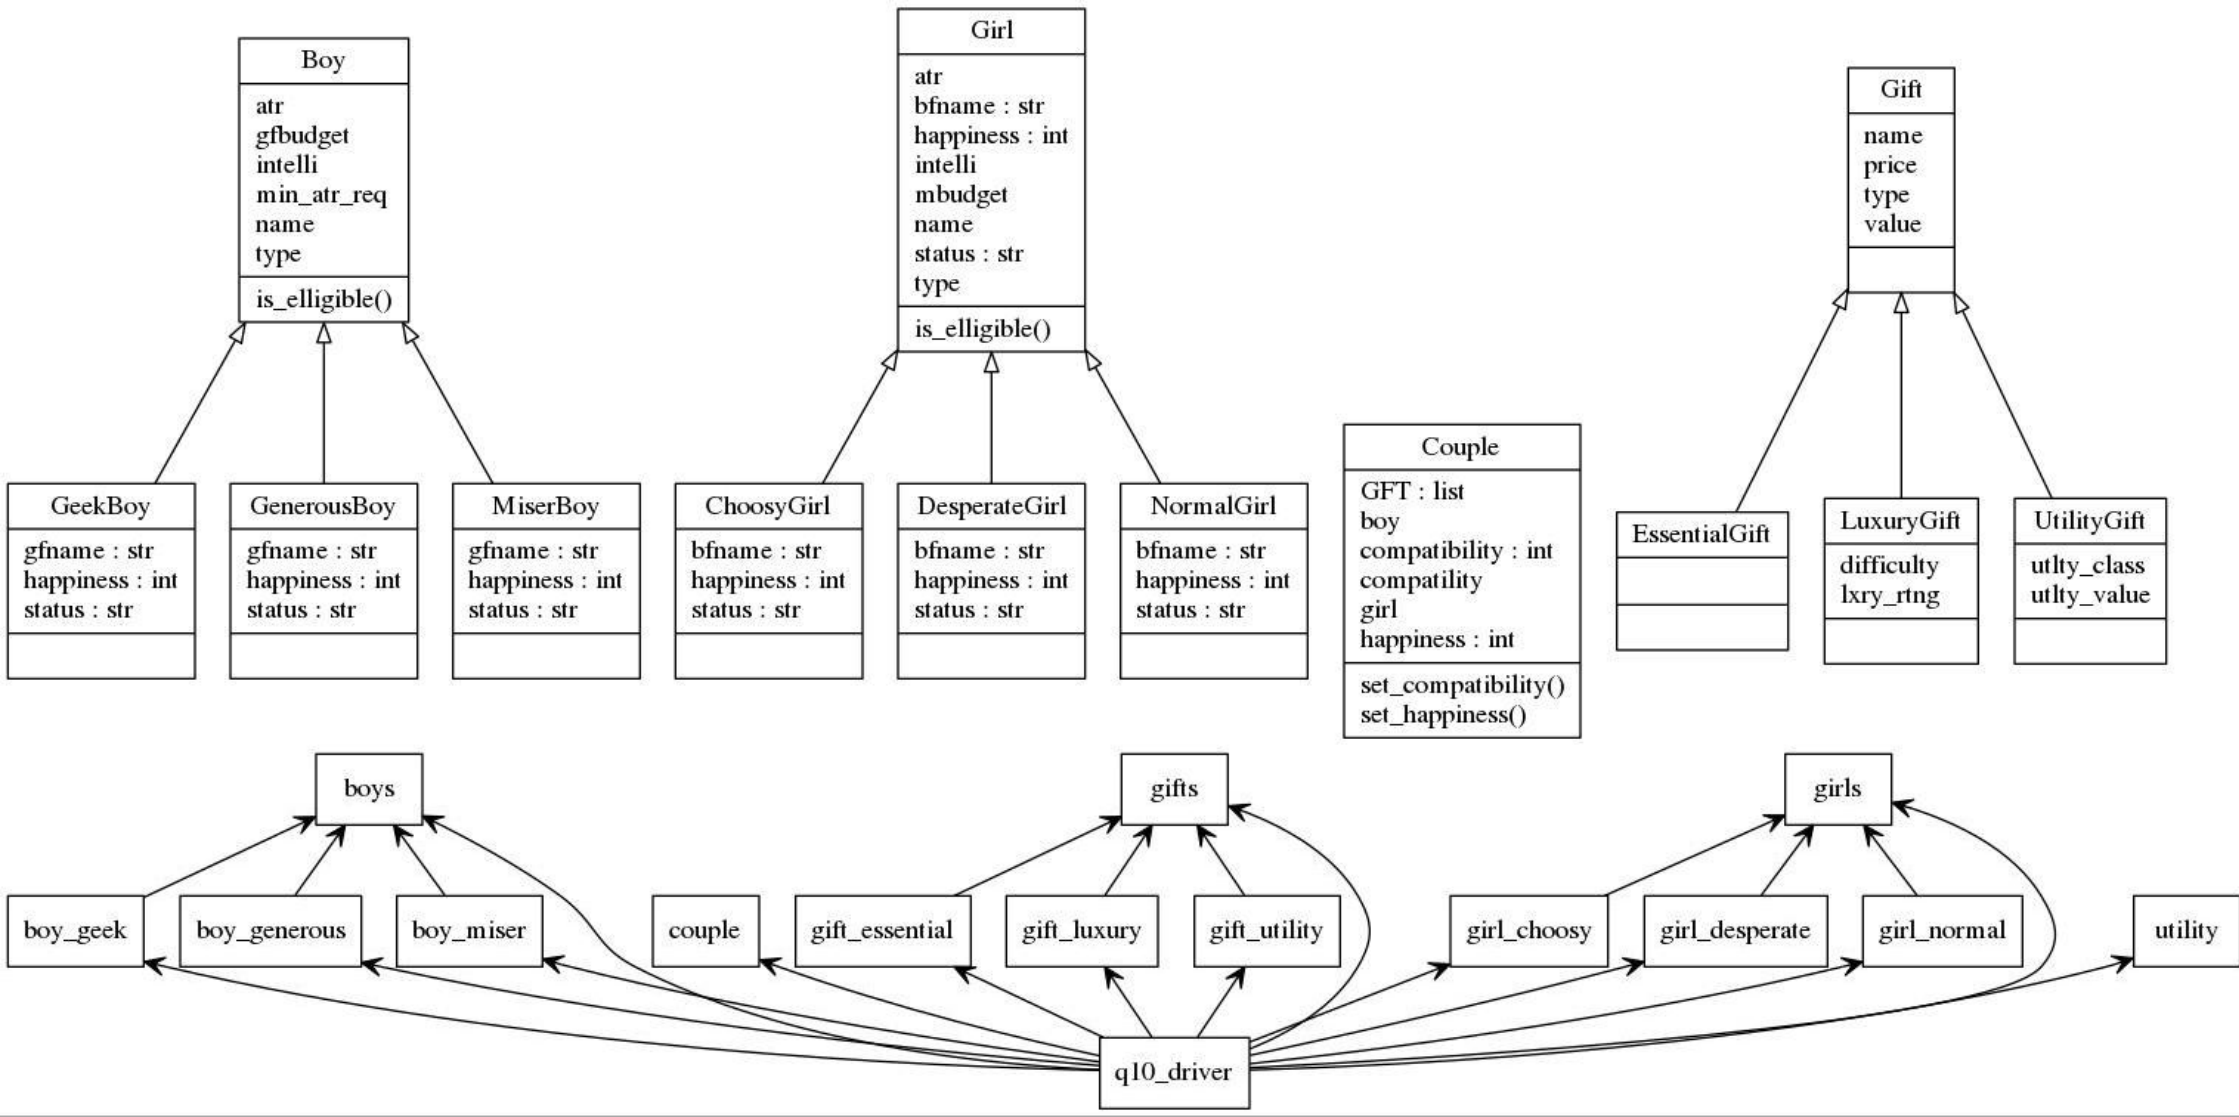 Boy
atr
gfbudget
intelli
min_atr_req
name
type
is_elligible()
Girl
atr
bfname : str
happiness : int
intelli
mbudget
name
status : str
type
is_elligible()
Gift
name
price
type
value
GeekBoy
gfname : str
happiness : int
status : str
GenerousBoy
gfname : str
happiness : int
status : str
MiserBoy
gfname : str
happiness : int
status : str
ChoosyGirl
bfname : str
happiness : int
status : str
DesperateGirl
bfname : str
happiness : int
status : str
NormalGirl
bfname : str
happiness : int
status : str
Couple
GFT : list
boy
compatibility : int
compatility
girl
happiness : int
set_compatibility()
set_happiness()
EssentialGift
LuxuryGift
difficulty
lxry_rtng
UtilityGift
utlty_class
utlty_value
boys
gifts
girls
boy_geek
boy_generous
boy_miser
couple
gift_essential
gift_luxury
gift_utility
girl_choosy
girl_desperate
girl_normal
utility
q10_driver